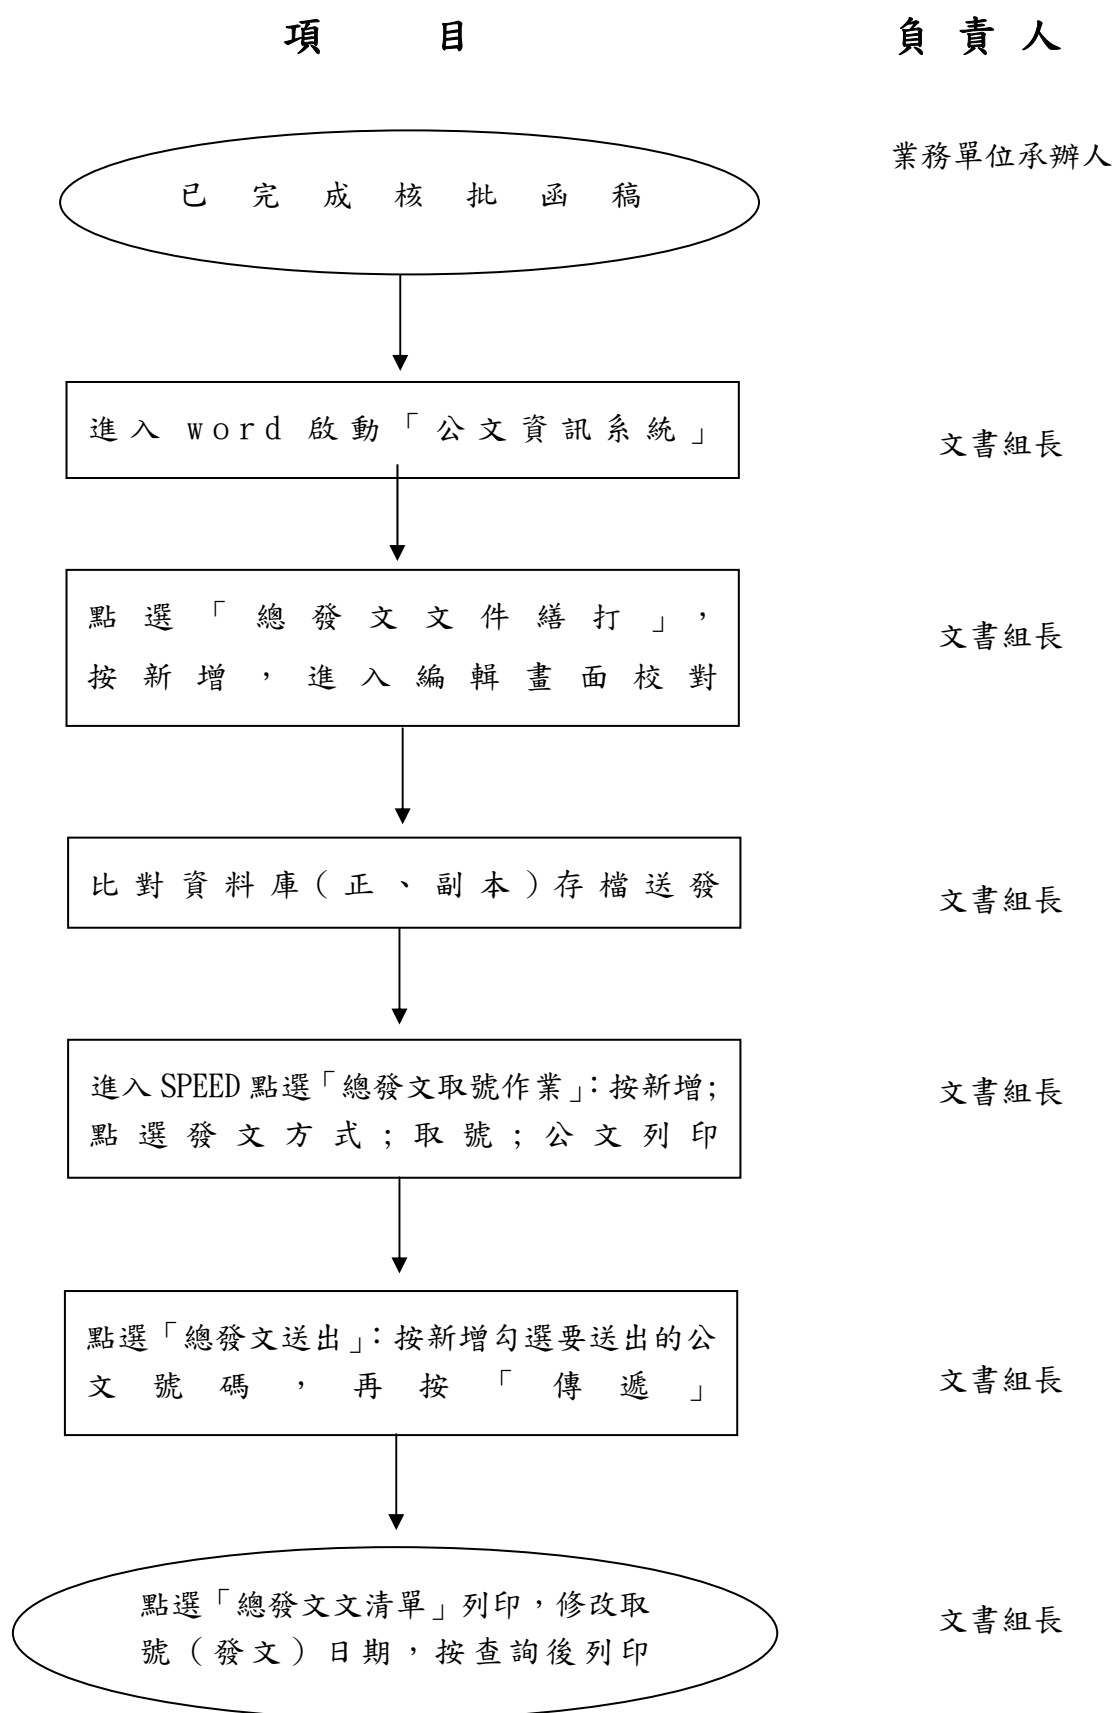 項目 負責人
已完成核批函稿 業務單位承辦人
進入 word 啟動「公文資訊系統」 文書組長
點選「總發文文件繕打」，
按新增，進入編輯畫面校對
文書組長
比對資料庫(正、副本)存檔送發 文書組長
進入 SPEED 點選「總發文取號作業」：按新增;
點選發文方式;取號;公文列印
文書組長
點選「總發文送出」：按新增勾選要送出的公
文號碼，再按「傳遞」
文書組長
點選「總發文文清單」列印，修改取
號（發文）日期，按查詢後列印
文書組長